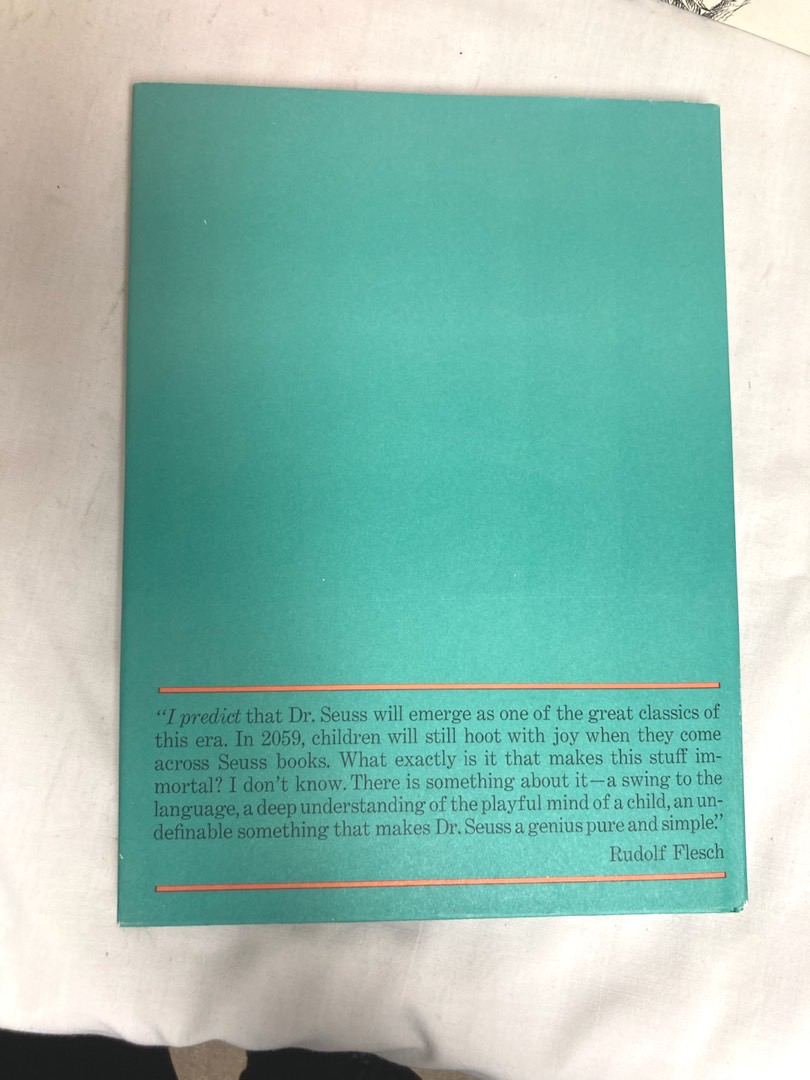 “I predict that Dr. Seuss will emerge as one of the great classics of
this era. In 2059, children will still hoot with joy when they come
across Seuss books. What exactly is it that makes this stuff im-
mortal? I don’t know. There is something about it—a swing to the
language, a deep understanding of the playful mind of a child, an un-
definable something that makes Dr. Seuss a genius pure and simple.”
Rudolf Flesch